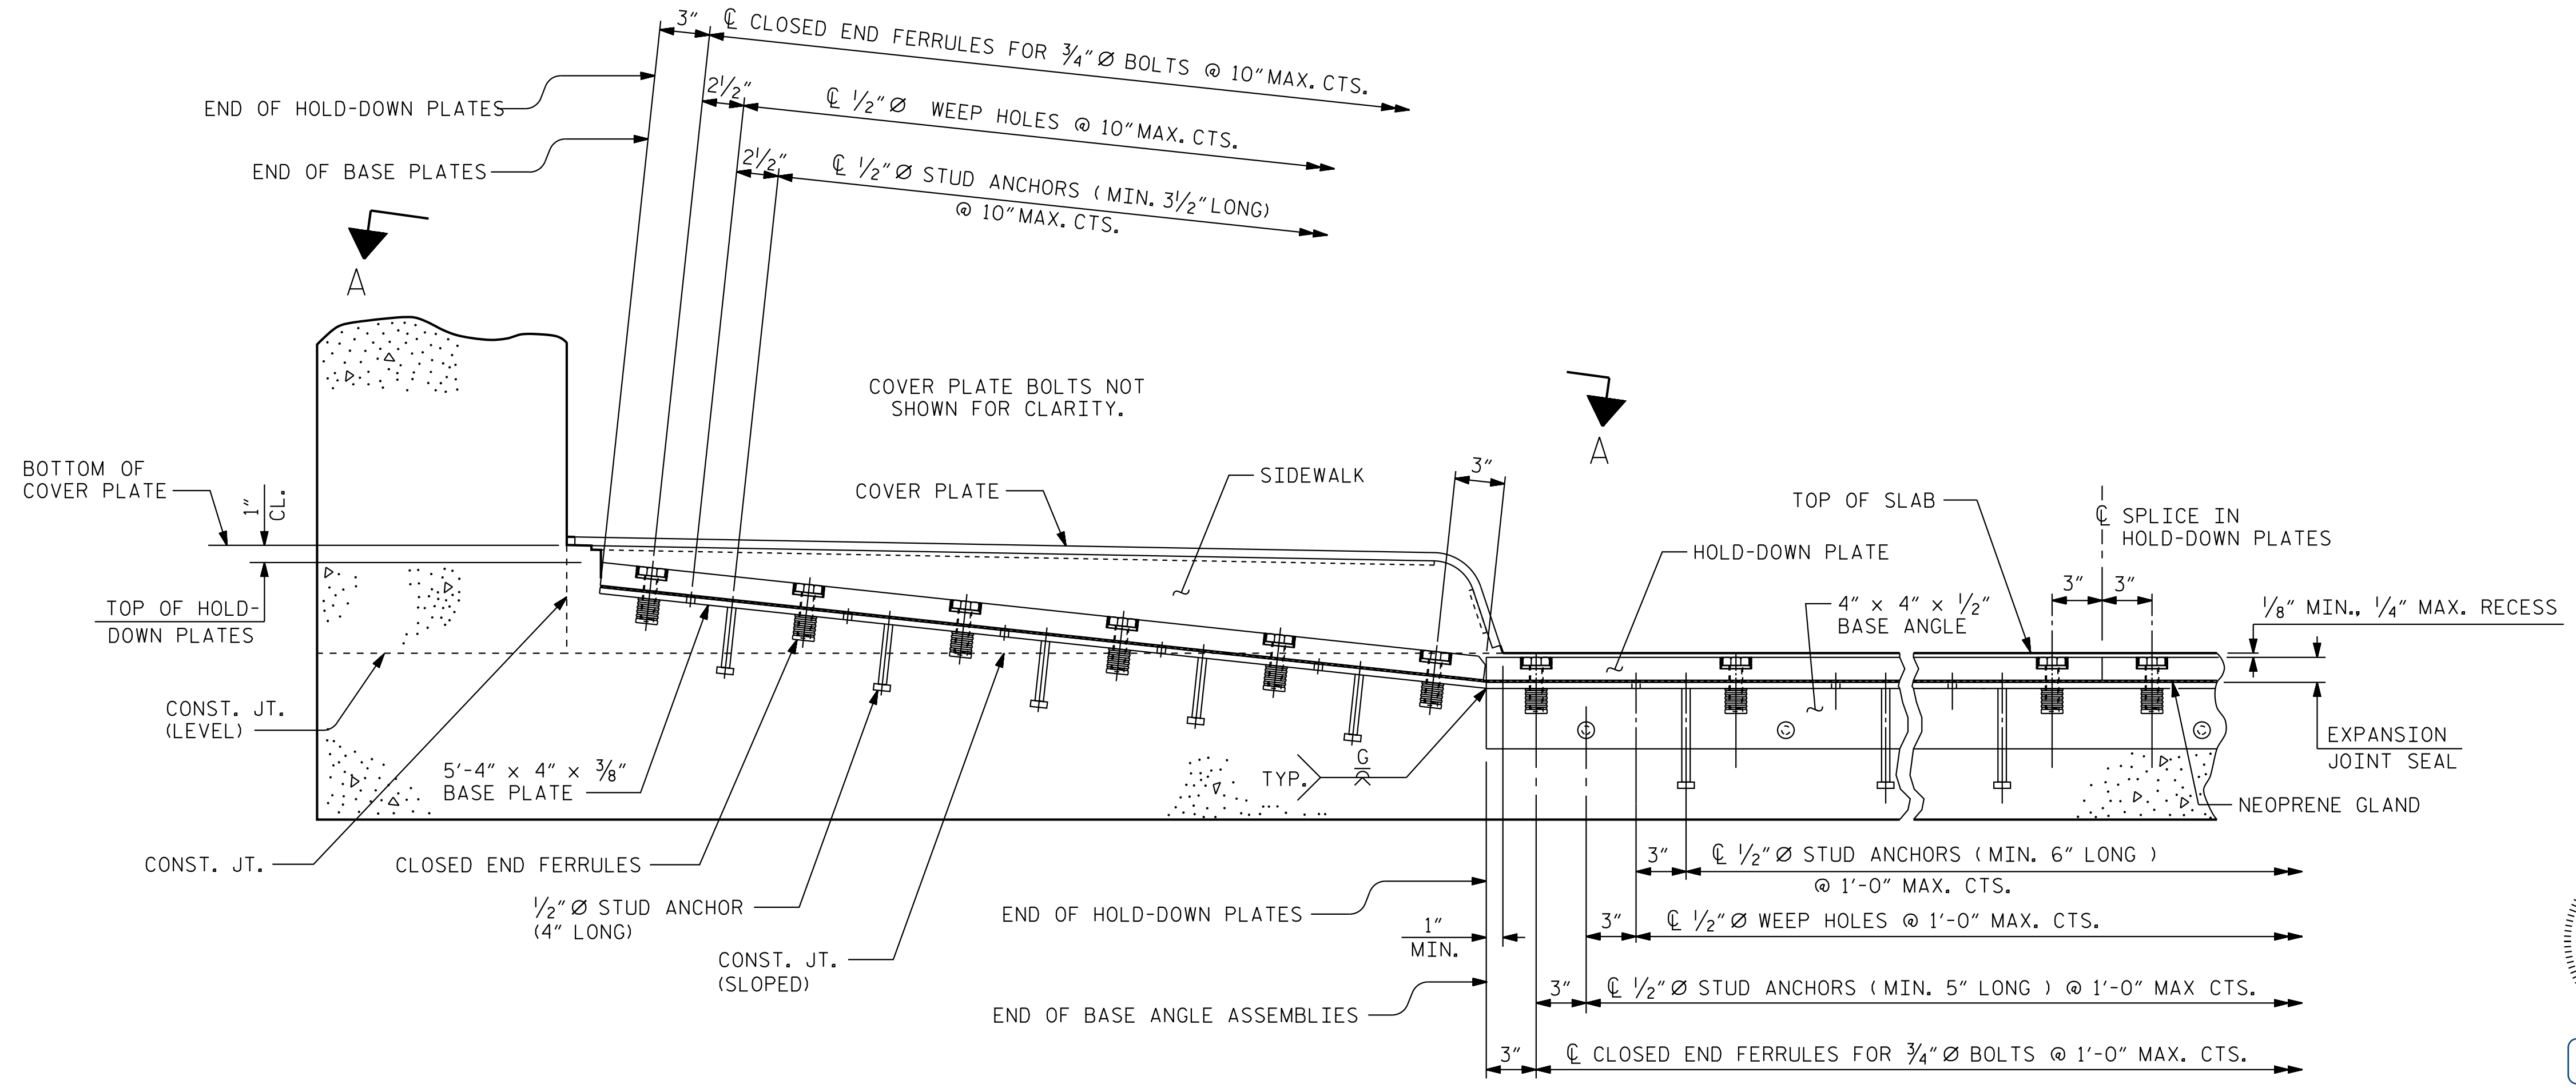 3" ℄ CLOSED END FERRULES FOR 3/4" Ø BOLTS @ 10" MAX. CTS.
END OF HOLD-DOWN PLATES
2 1/2" ℄ 1/2" Ø WEEP HOLES @ 10" MAX. CTS.
END OF BASE PLATES
2 1/2" ℄ 1/2" Ø STUD ANCHORS ( MIN. 3 1/2" LONG)
@ 10" MAX. CTS.
A
COVER PLATE BOLTS NOT
SHOWN FOR CLARITY.
A
BOTTOM OF
COVER PLATE
1"
CL.
COVER PLATE
SIDEWALK
3"
TOP OF SLAB
℄ SPLICE IN
HOLD-DOWN PLATES
HOLD-DOWN PLATE
3" 3"
4" x 4" x 1/2"
BASE ANGLE
1/8" MIN., 1/4" MAX. RECESS
TOP OF HOLD-
DOWN PLATES
CONST. JT.
(LEVEL)
5'-4" x 4" x 3/8"
BASE PLATE
TYP.
G
EXPANSION
JOINT SEAL
NEOPRENE GLAND
CONST. JT.
CLOSED END FERRULES
1/2" Ø STUD ANCHOR
(4" LONG)
CONST. JT.
(SLOPED)
3" ℄ 1/2" Ø STUD ANCHORS ( MIN. 6" LONG )
@ 1'-0" MAX. CTS.
END OF HOLD-DOWN PLATES
3" ℄ 1/2" Ø WEEP HOLES @ 1'-0" MAX. CTS.
1"
MIN.
3" ℄ 1/2" Ø STUD ANCHORS ( MIN. 5" LONG ) @ 1'-0" MAX CTS.
END OF BASE ANGLE ASSEMBLIES
3" ℄ CLOSED END FERRULES FOR 3/4" Ø BOLTS @ 1'-0" MAX. CTS.